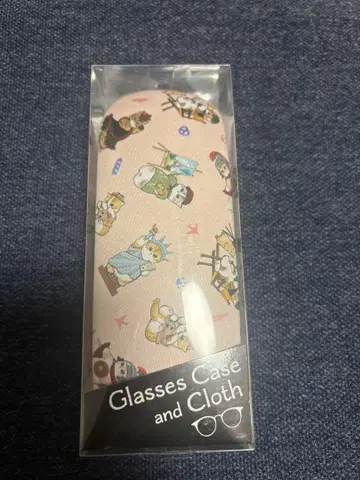 Glasses Case
and Cloth